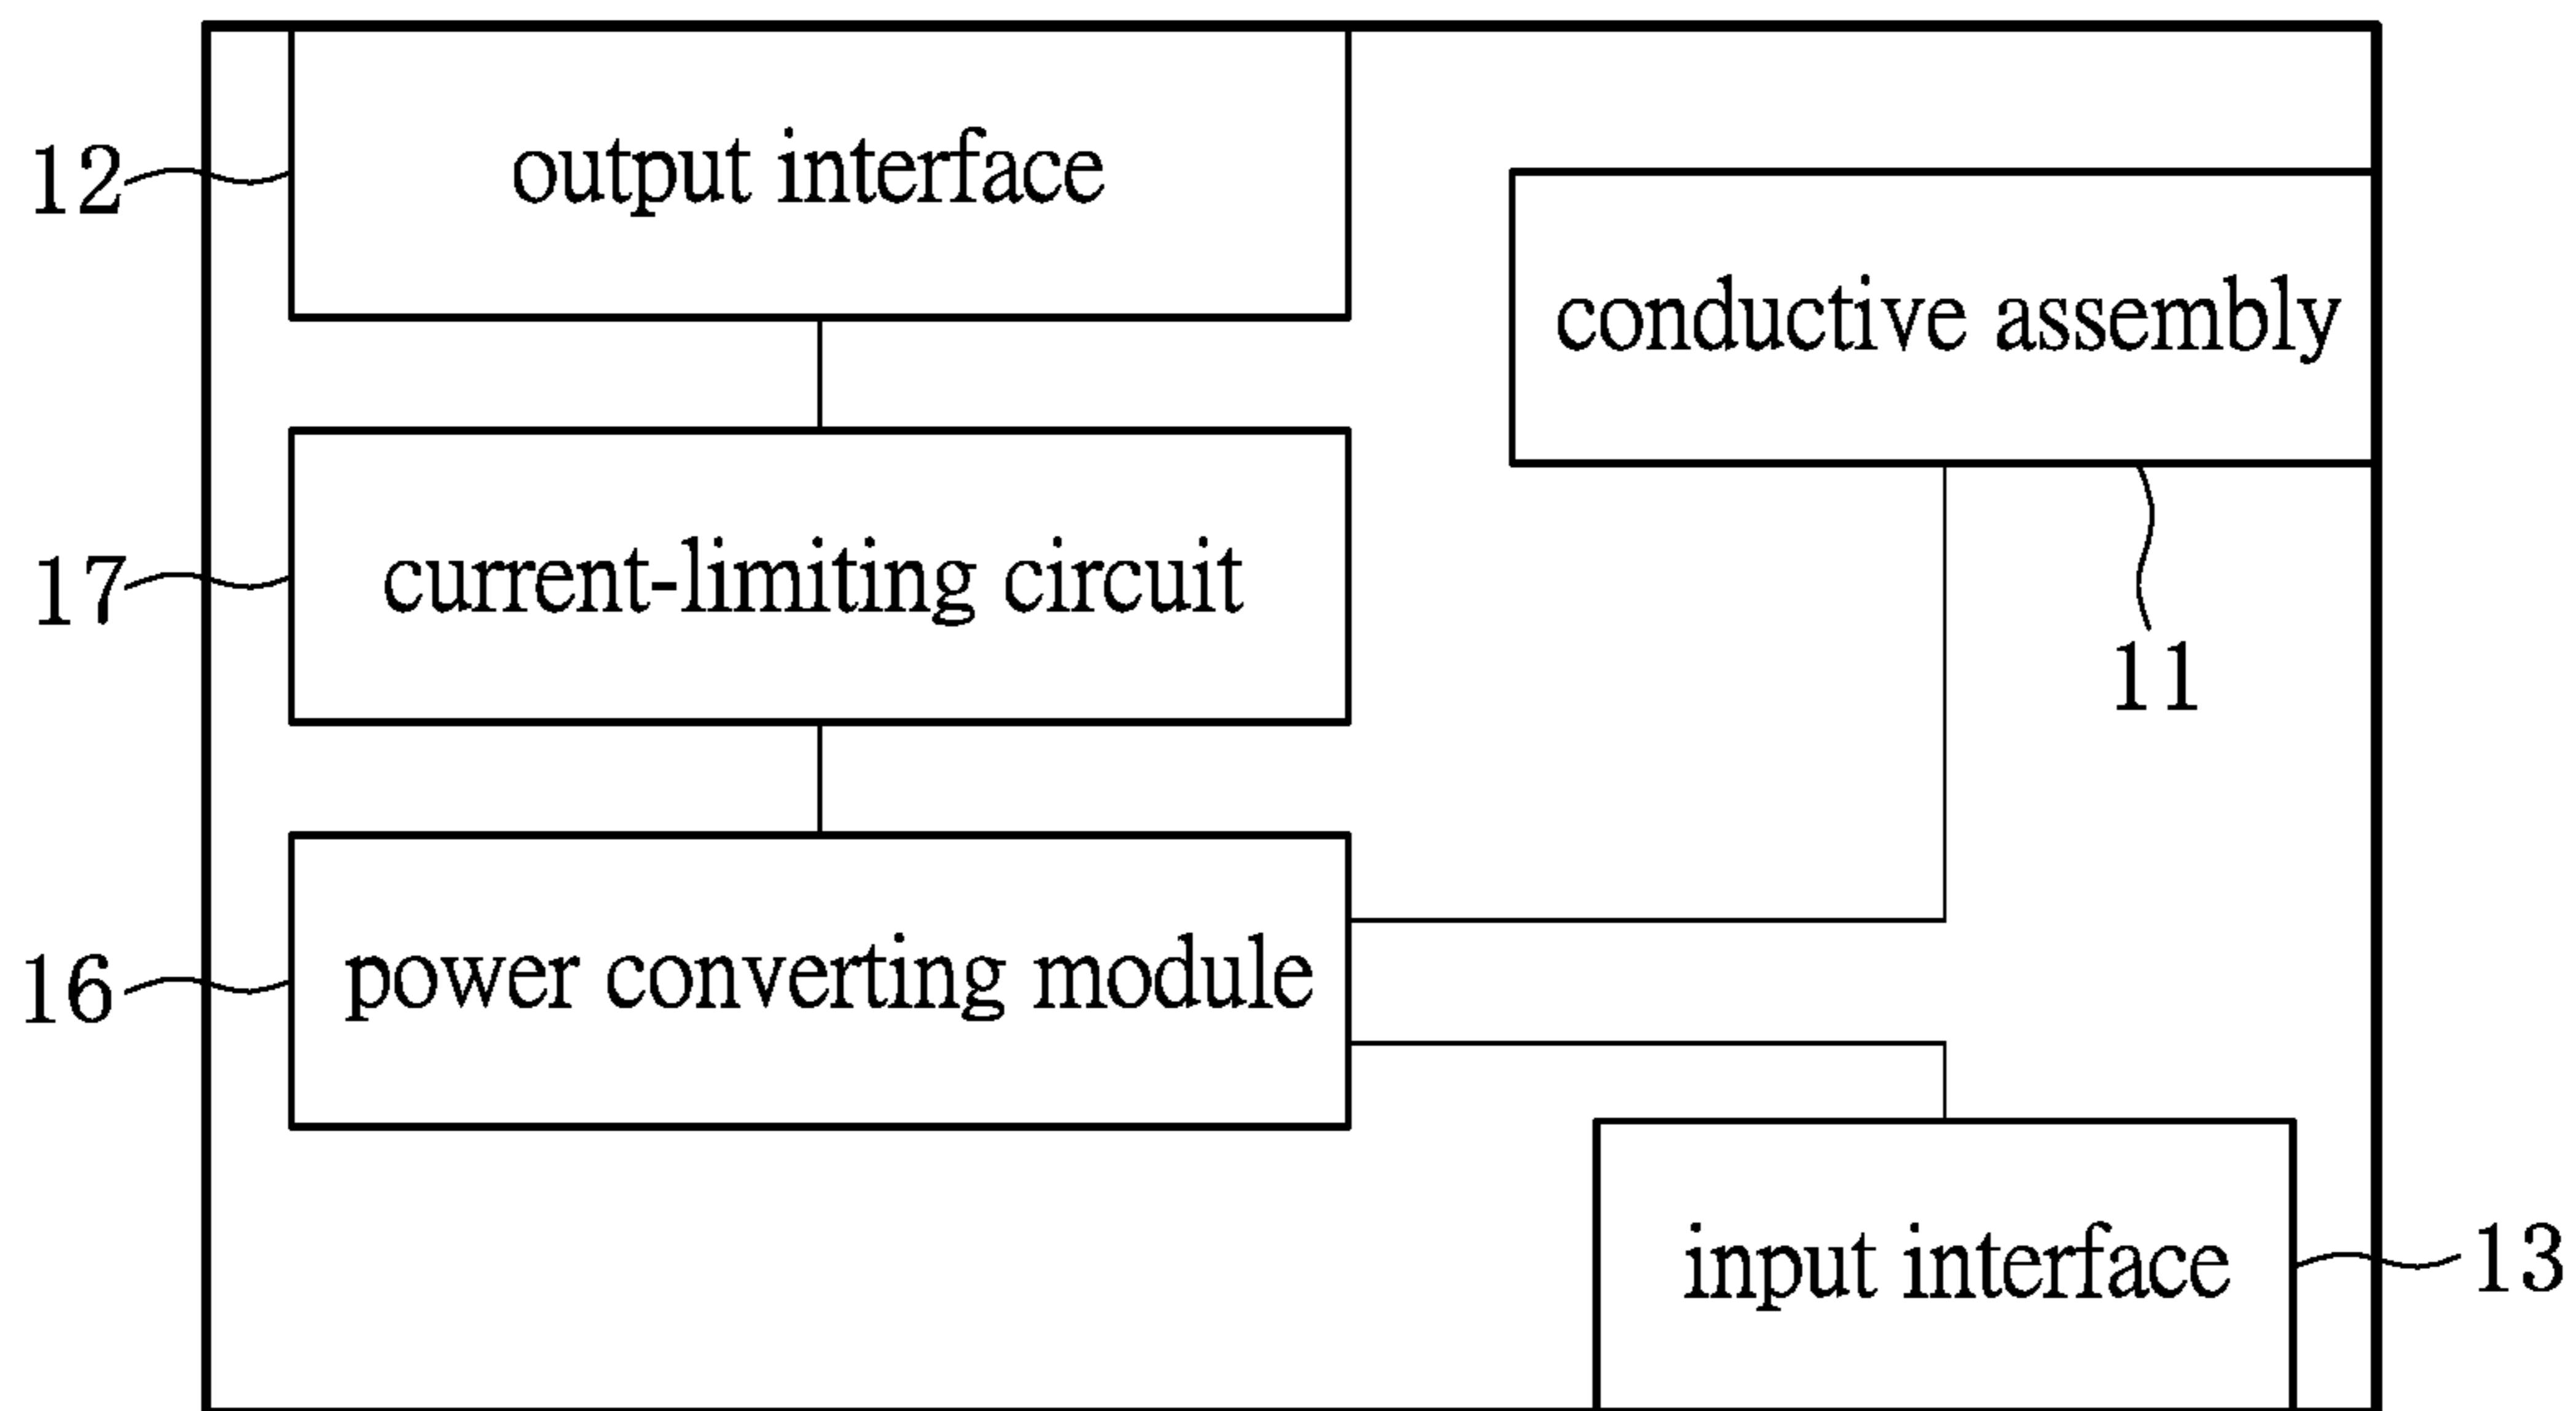 12
output interface
conductive assembly
17
current-limiting circuit
11
16
power converting module
input interface
13